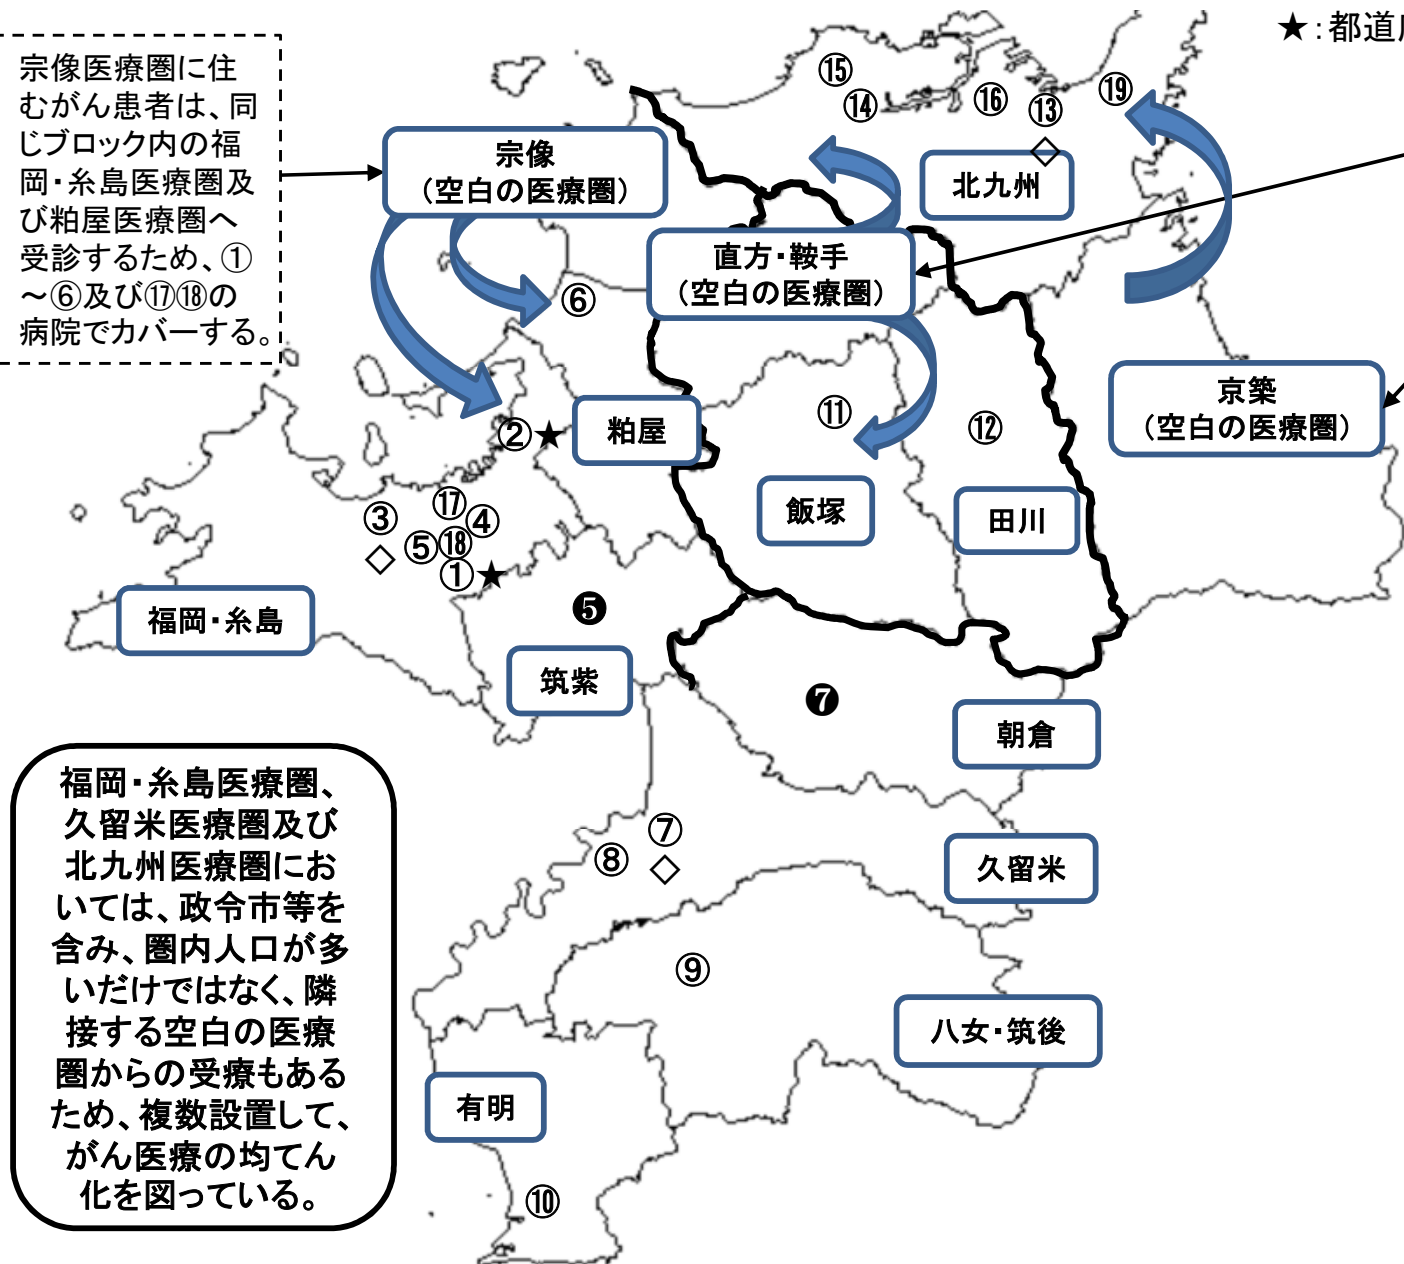 ★：都道
宗像医療圏に住
むがん患者は、同
じブロック内の福
岡・糸島医療圏及
び粕屋医療圏へ
受診するため、①
～⑥及び⑰⑱の
病院でカバーする。
⑮
⑭
⑯
⑬
⑲
宗像
（空白の医療圏）
北九州
直方・鞍手
（空白の医療圏）
⑥
京築
（空白の医療圏）
②★
粕屋
⑪
⑫
飯塚
田川
③
⑰
④
⑤
⑱
①★
福岡・糸島
❺
筑紫
❼
朝倉
福岡・糸島医療圏、
久留米医療圏及び
北九州医療圏にお
いては、政令市等を
含み、圏内人口が多
いだけではなく、隣
接する空白の医療
圏からの受療もある
ため、複数設置して、
がん医療の均てん
化を図っている。
⑦
⑧
久留米
⑨
八女・筑後
有明
⑩